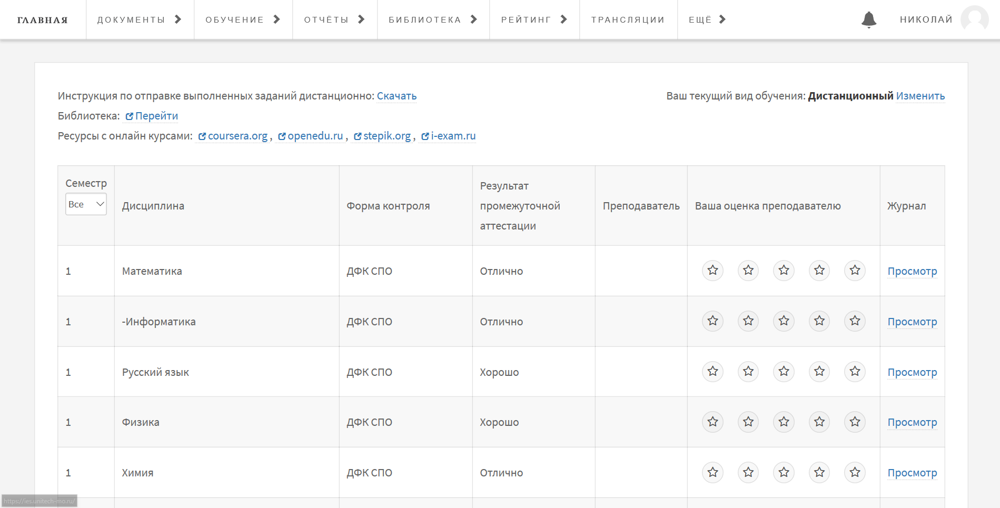 ГЛАВНАЯ ДОКУМЕНТЫ ОБУЧЕНИЕ ОТЧЁТЫ БИБЛИОТЕКА РЕЙТИНГ ТРАНСЛЯЦИИ ЕЩЁ НИКОЛАЙ
Инструкция по отправке выполненных заданий дистанционно: Скачать
Ваш текущий вид обучения: Дистанционный Изменить
Библиотека: Перейти
Ресурсы с онлайн курсами: coursera.org , openedu.ru , stepik.org , i-exam.ru
Семестр
Все
Дисциплина
Форма контроля
Результат
промежуточной
аттестации
Преподаватель
Ваша оценка преподавателю
Журнал
1 Математика ДФК СПО Отлично Просмотр
1 -Информатика ДФК СПО Отлично Просмотр
1 Русский язык ДФК СПО Хорошо Просмотр
1 Физика ДФК СПО Хорошо Просмотр
1 Химия ДФК СПО Отлично Просмотр
https://ies.unitech-mo.ru/